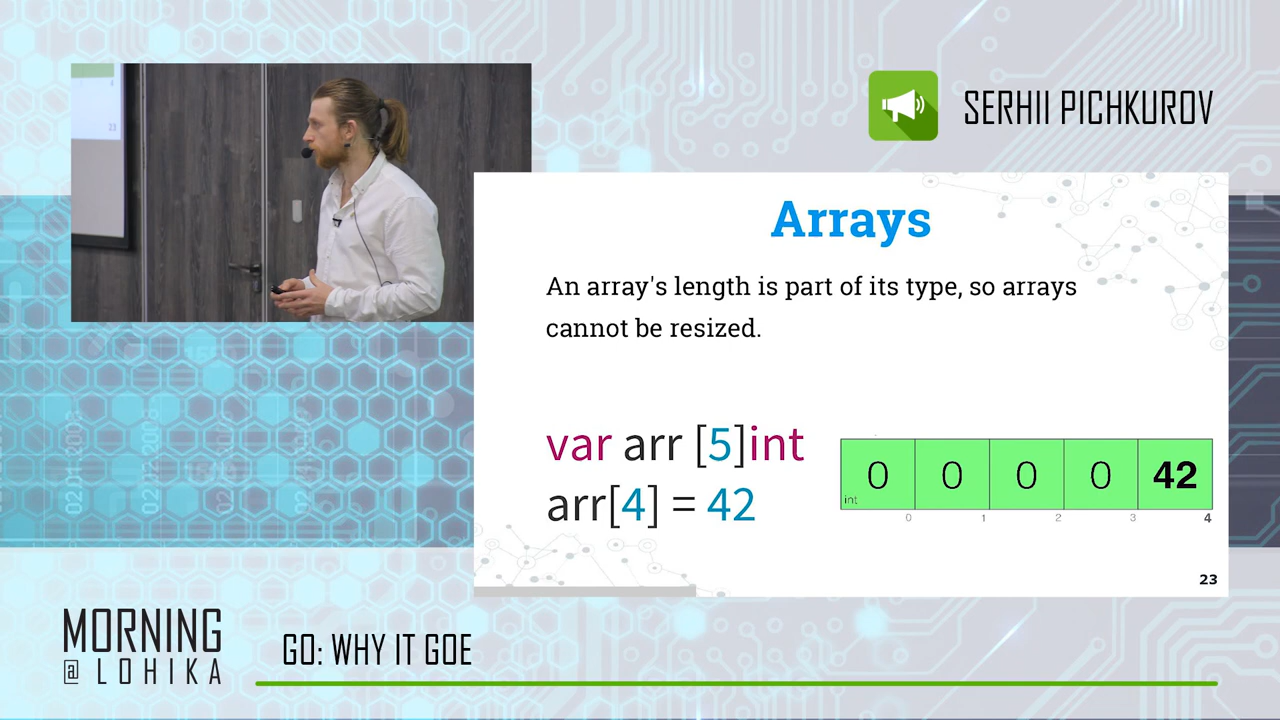 SERHII PICHKUROV
Arrays
An array's length is part of its type, so arrays
cannot be resized.
var arr [5]int
arr[4] = 42
0 0 0 0 42
int
0 1 2 3 4
23
MORNING
@ LOHIKA
GO: WHY IT GOE
23